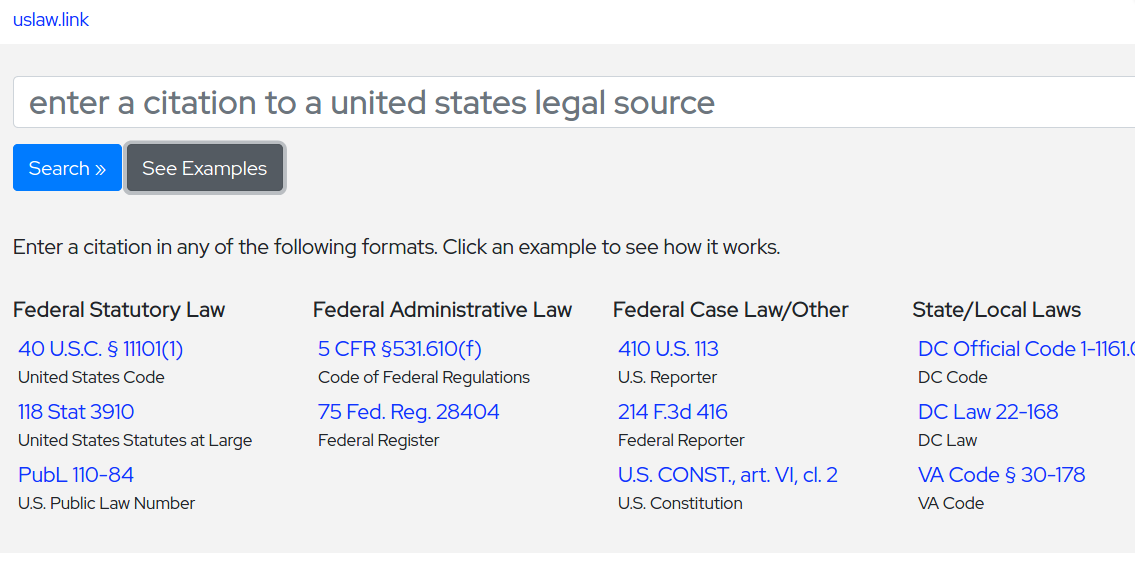 uslaw.link
enter a citation to a united states legal source
Search »
See Examples
Enter a citation in any of the following formats. Click an example to see how it works.
Federal Statutory Law
40 U.S.C. § 11101(1)
United States Code
118 Stat 3910
United States Statutes at Large
PubL 110-84
U.S. Public Law Number
Federal Administrative Law
5 CFR §531.610(f)
Code of Federal Regulations
75 Fed. Reg. 28404
Federal Register
Federal Case Law/Other
410 U.S. 113
U.S. Reporter
214 F.3d 416
Federal Reporter
U.S. CONST., art. VI, cl. 2
U.S. Constitution
State/Local Laws
DC Official Code 1-1161.
DC Code
DC Law 22-168
DC Law
VA Code § 30-178
VA Code